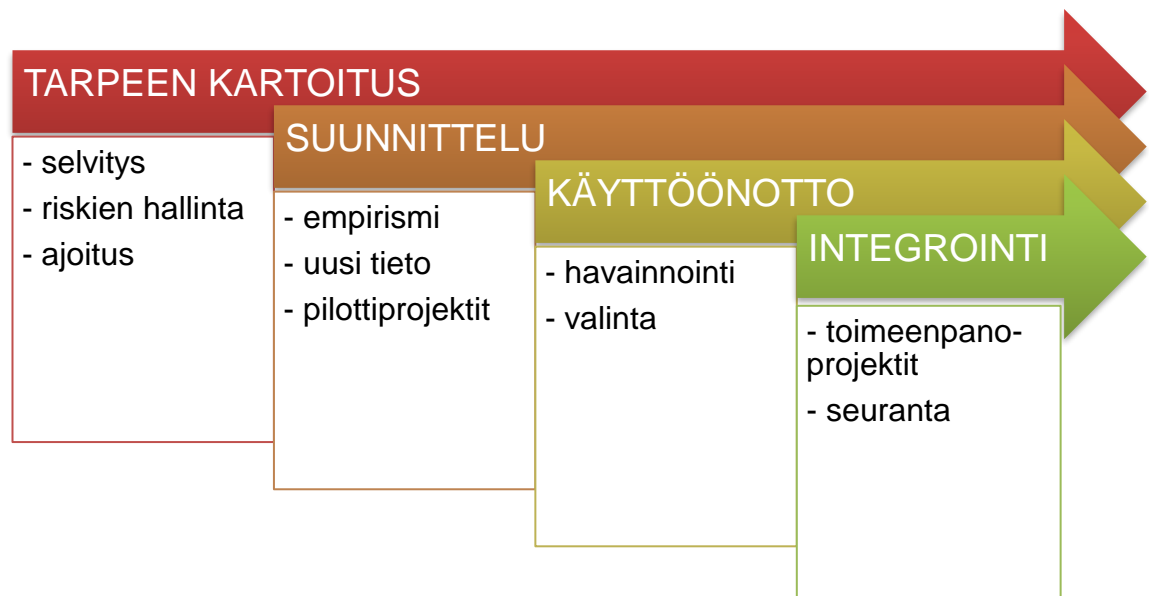 TARPEEN KARTOITUS
- selvitys
- riskien hallinta
- ajoitus
SUUNNITTELU
- empirismi
- uusi tieto
- pilottiprojektit
KÄYTTÖÖNOTTO
- havainnointi
- valinta
INTEGROINTI
- toimeenpano-
projektit
- seuranta